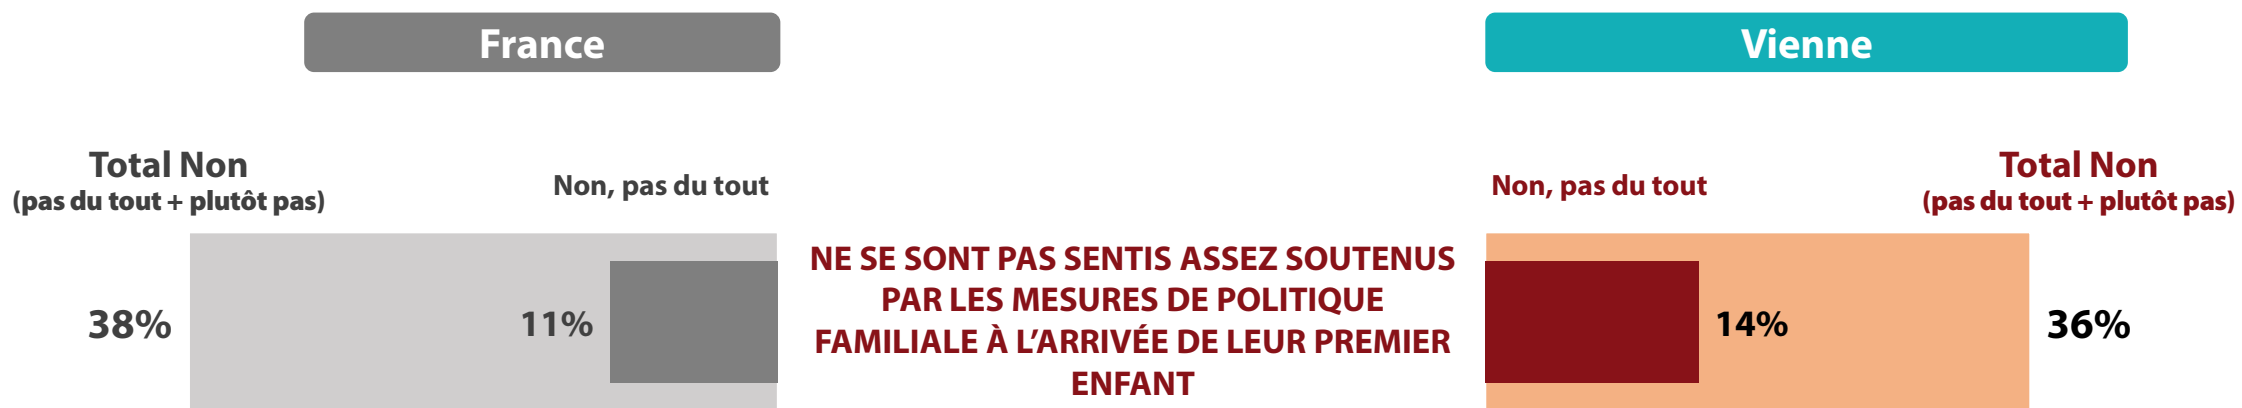 France
Vienne
Total Non
(pas du tout + plutôt pas)
Non, pas du tout
Non, pas du tout
Total Non
(pas du tout + plutôt pas)
38%
11%
NE SE SONT PAS SENTIS ASSEZ SOUTENUS
PAR LES MESURES DE POLITIQUE
FAMILIALE À L’ARRIVÉE DE LEUR PREMIER
ENFANT
14%
36%